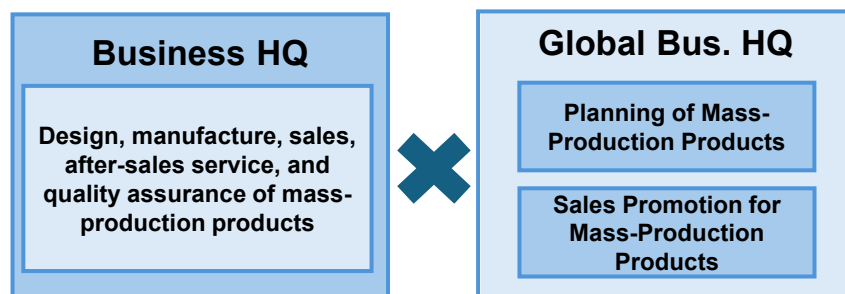 Business HQ
Design, manufacture, sales,
after-sales service, and
quality assurance of mass-
production products
Global Bus. HQ
Planning of Mass-
Production Products
Sales Promotion for
Mass-Production
Products